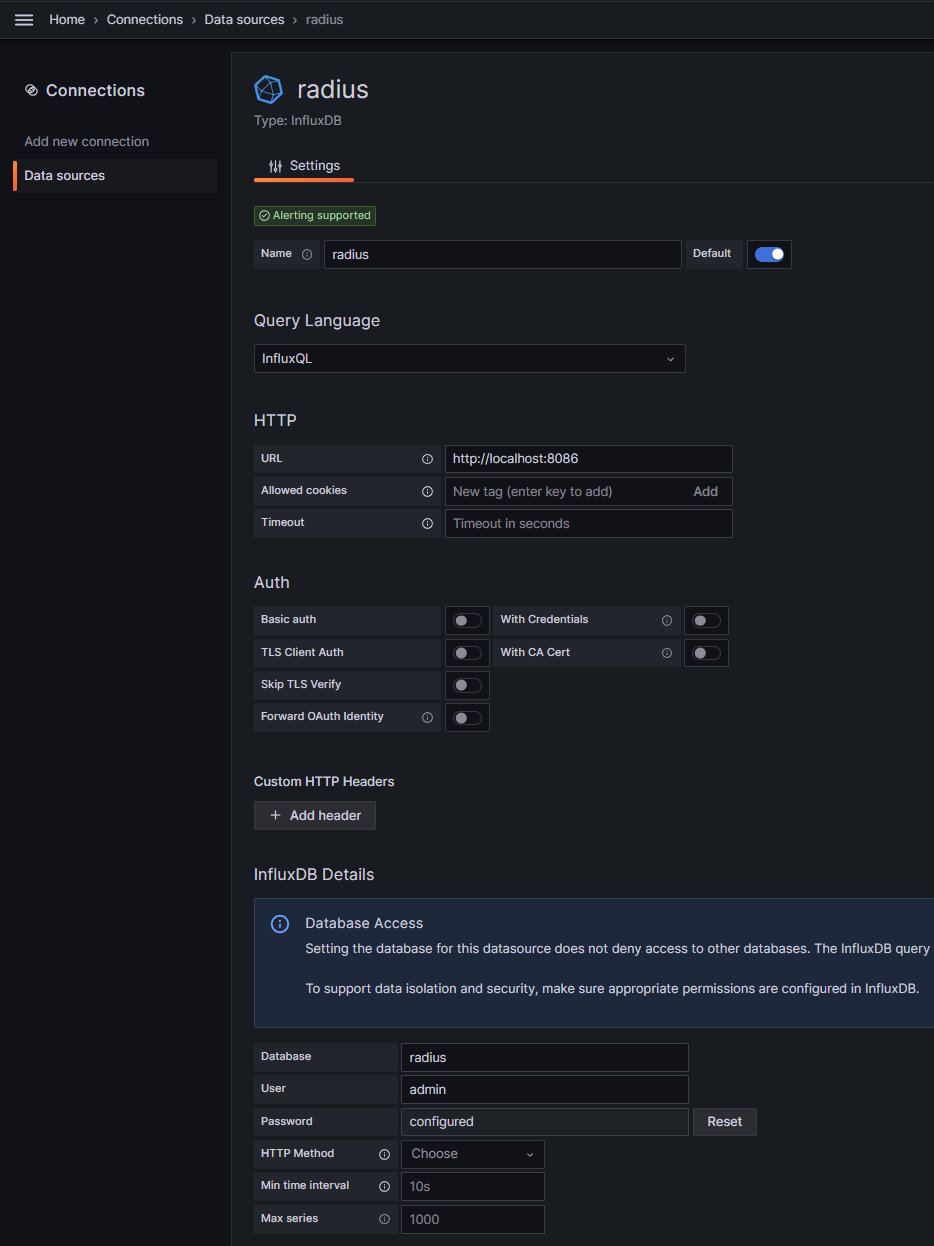 Home › Connections › Data sources › radius
Connections
Add new connection
Data sources
radius
Type: InfluxDB
Settings
Alerting supported
Name radius Default
Query Language
InfluxQL
HTTP
URL http://localhost:8086
Allowed cookies New tag (enter key to add) Add
Timeout Timeout in seconds
Auth
Basic auth With Credentials
TLS Client Auth With CA Cert
Skip TLS Verify
Forward OAuth Identity
Custom HTTP Headers
+ Add header
InfluxDB Details
Database Access
Setting the database for this datasource does not deny access to other databases. The InfluxDB query
To support data isolation and security, make sure appropriate permissions are configured in InfluxDB.
Database radius
User admin
Password configured Reset
HTTP Method Choose
Min time interval 10s
Max series 1000